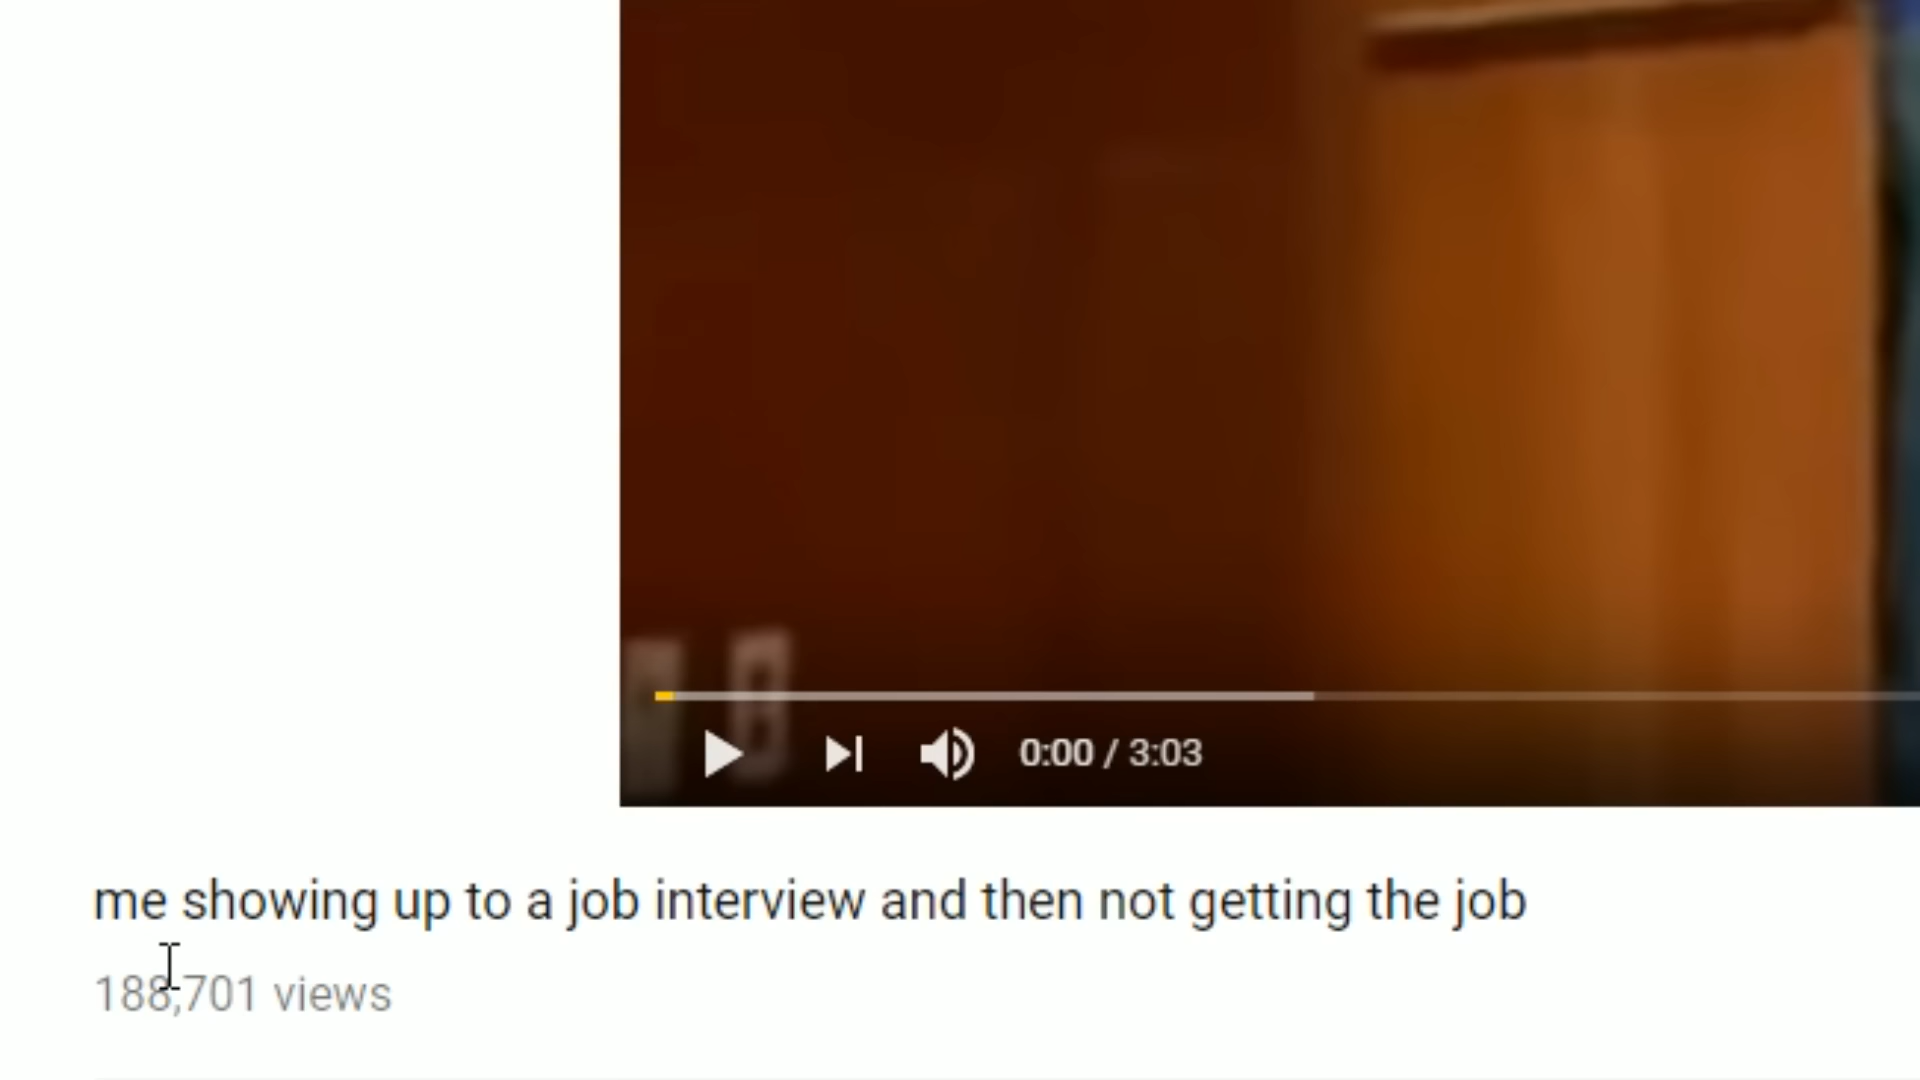 0:00 / 3:03
me showing up to a job interview and then not getting the job
188,701 views